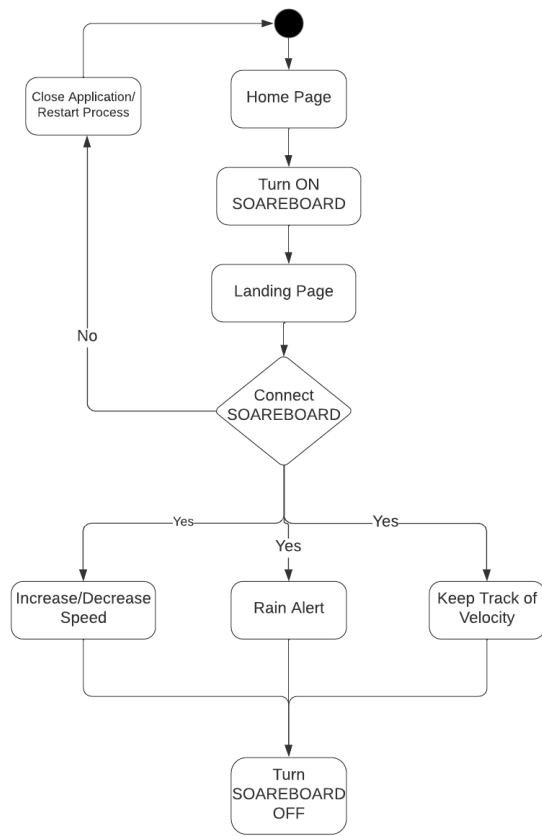 Close Application/
Restart Process
Home Page
Turn ON
SOAREBOARD
Landing Page
No
Connect
SOAREBOARD
Yes
Yes
Yes
Increase/Decrease
Speed
Rain Alert
Keep Track of
Velocity
Turn
SOAREBOARD
OFF